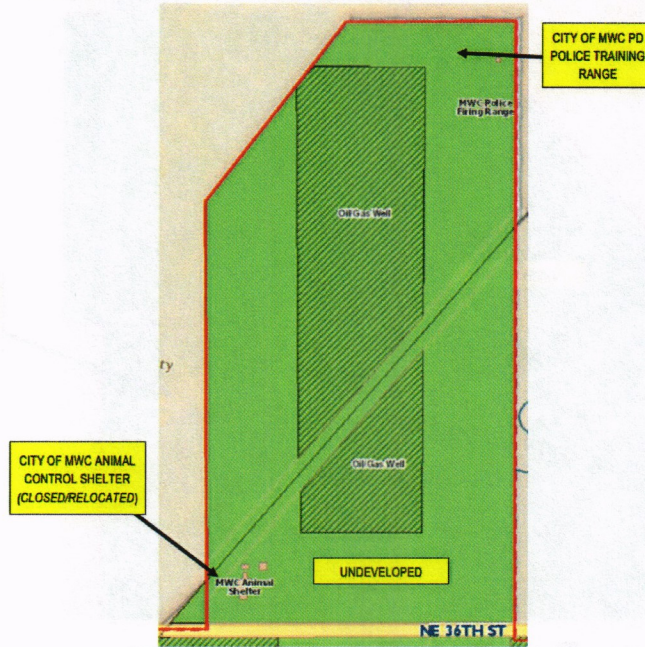 CITY OF MWC PD
POLICE TRAINING
RANGE
MWC Police
Firing Range
Oil/Gas Well
ty
Oil/Gas Well
CITY OF MWC ANIMAL
CONTROL SHELTER
(CLOSED/RELOCATED)
MWC Animal
Shelter
UNDEVELOPED
NE 36TH ST